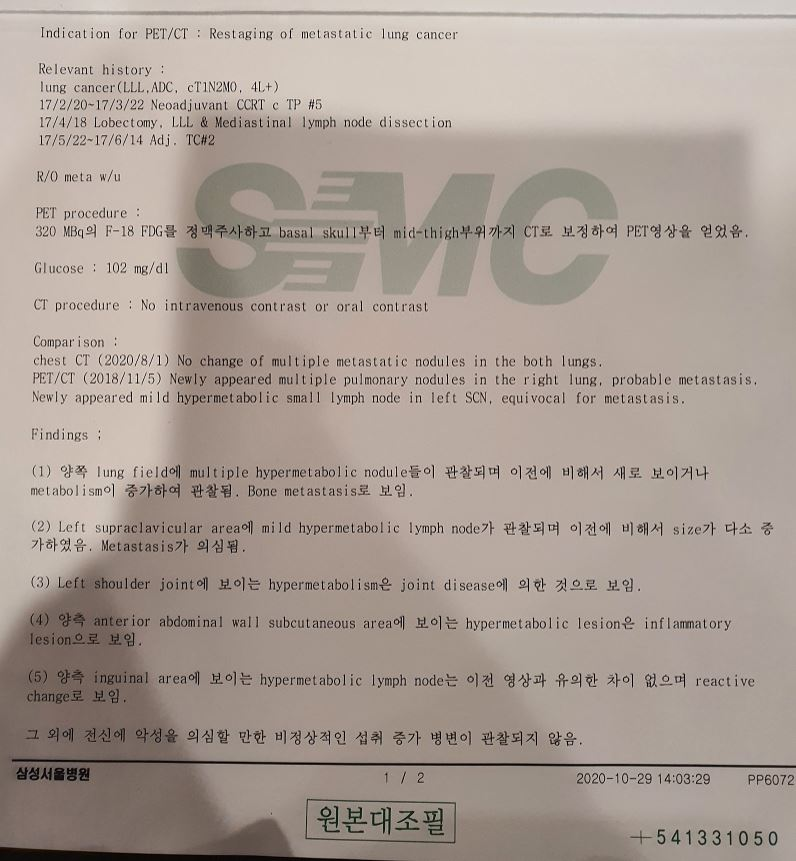 Indication for PET/CT : Restaging of metastatic lung cancer
Relevant history :
lung cancer(LLL,ADC, cT1N2M0, 4L+)
17/2/20~17/3/22 Neoadjuvant CCRT c TP #5
17/4/18 Lobectomy, LLL & Mediastinal lymph node dissection
17/5/22~17/6/14 Adj. TC#2
R/O meta w/u
SMC
PET procedure :
320 MBq의 F-18 FDG를 정맥주사하고 basal skull부터 mid-thigh부위까지 CT로 보정하여 PET영상을 얻었음.
Glucose : 102 mg/dl
CT procedure : No intravenous contrast or oral contrast
Comparison :
chest CT (2020/8/1) No change of multiple metastatic nodules in the both lungs.
PET/CT (2018/11/5) Newly appeared multiple pulmonary nodules in the right lung, probable metastasis.
Newly appeared mild hypermetabolic small lymph node in left SCN, equivocal for metastasis.
Findings ;
(1) 양쪽 lung field에 multiple hypermetabolic nodule들이 관찰되며 이전에 비해서 새로 보이거나
metabolism이 증가하여 관찰됨. Bone metastasis로 보임.
(2) Left supraclavicular area에 mild hypermetabolic lymph node가 관찰되며 이전에 비해서 size가 다소 증
가하였음. Metastasis가 의심됨.
(3) Left shoulder joint에 보이는 hypermetabolism은 joint disease에 의한 것으로 보임.
(4) 양측 anterior abdominal wall subcutaneous area에 보이는 hypermetabolic lesion은 inflammatory
lesion으로 보임.
(5) 양측 inguinal area에 보이는 hypermetabolic lymph node는 이전 영상과 유의한 차이 없으며 reactive
change로 보임.
그 외에 전신에 악성을 의심할 만한 비정상적인 섭취 증가 병변이 관찰되지 않음.
삼성서울병원 1 / 2 2020-10-29 14:03:29 PP6072
원본대조필
+541331050